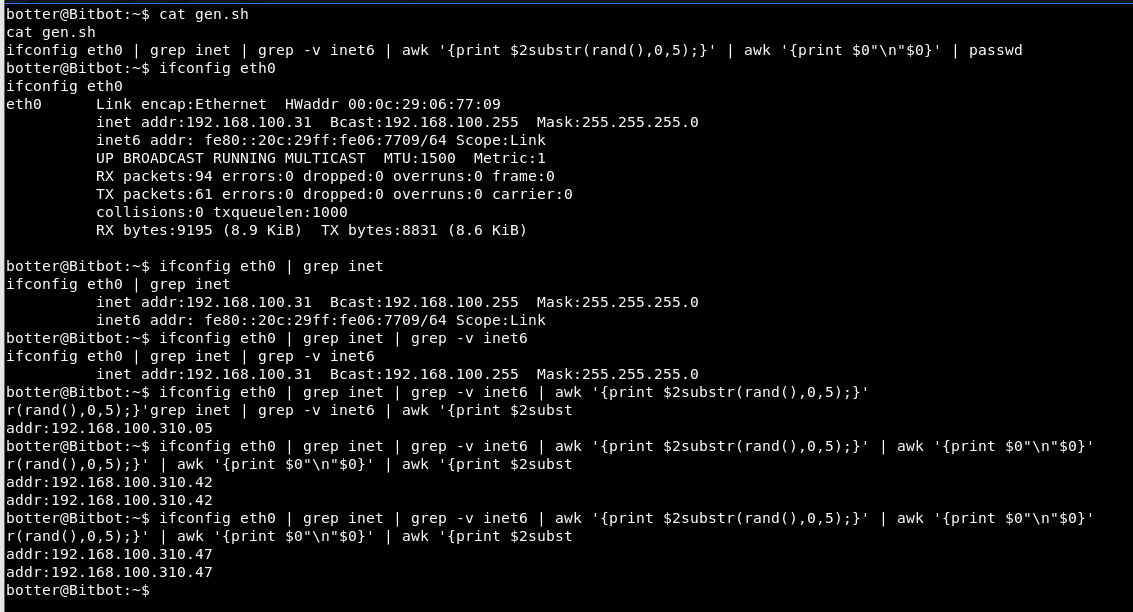 botter@Bitbot:~$ cat gen.sh
cat gen.sh
ifconfig eth0 | grep inet | grep -v inet6 | awk '{print $2substr(rand(),0,5);}' | awk '{print $0"\n"$0}' | passwd
botter@Bitbot:~$ ifconfig eth0
ifconfig eth0
eth0      Link encap:Ethernet  HWaddr 00:0c:29:06:77:09
          inet addr:192.168.100.31  Bcast:192.168.100.255  Mask:255.255.255.0
          inet6 addr: fe80::20c:29ff:fe06:7709/64 Scope:Link
          UP BROADCAST RUNNING MULTICAST  MTU:1500  Metric:1
          RX packets:94 errors:0 dropped:0 overruns:0 frame:0
          TX packets:61 errors:0 dropped:0 overruns:0 carrier:0
          collisions:0 txqueuelen:1000
          RX bytes:9195 (8.9 KiB)  TX bytes:8831 (8.6 KiB)

botter@Bitbot:~$ ifconfig eth0 | grep inet
ifconfig eth0 | grep inet
          inet addr:192.168.100.31  Bcast:192.168.100.255  Mask:255.255.255.0
          inet6 addr: fe80::20c:29ff:fe06:7709/64 Scope:Link
botter@Bitbot:~$ ifconfig eth0 | grep inet | grep -v inet6
ifconfig eth0 | grep inet | grep -v inet6
          inet addr:192.168.100.31  Bcast:192.168.100.255  Mask:255.255.255.0
botter@Bitbot:~$ ifconfig eth0 | grep inet | grep -v inet6 | awk '{print $2substr(rand(),0,5);}'
r(rand(),0,5);}'grep inet | grep -v inet6 | awk '{print $2subst
addr:192.168.100.310.05
botter@Bitbot:~$ ifconfig eth0 | grep inet | grep -v inet6 | awk '{print $2substr(rand(),0,5);}' | awk '{print $0"\n"$0}'
r(rand(),0,5);}' | awk '{print $0"\n"$0}' | awk '{print $2subst
addr:192.168.100.310.42
addr:192.168.100.310.42
botter@Bitbot:~$ ifconfig eth0 | grep inet | grep -v inet6 | awk '{print $2substr(rand(),0,5);}' | awk '{print $0"\n"$0}'
r(rand(),0,5);}' | awk '{print $0"\n"$0}' | awk '{print $2subst
addr:192.168.100.310.47
addr:192.168.100.310.47
botter@Bitbot:~$